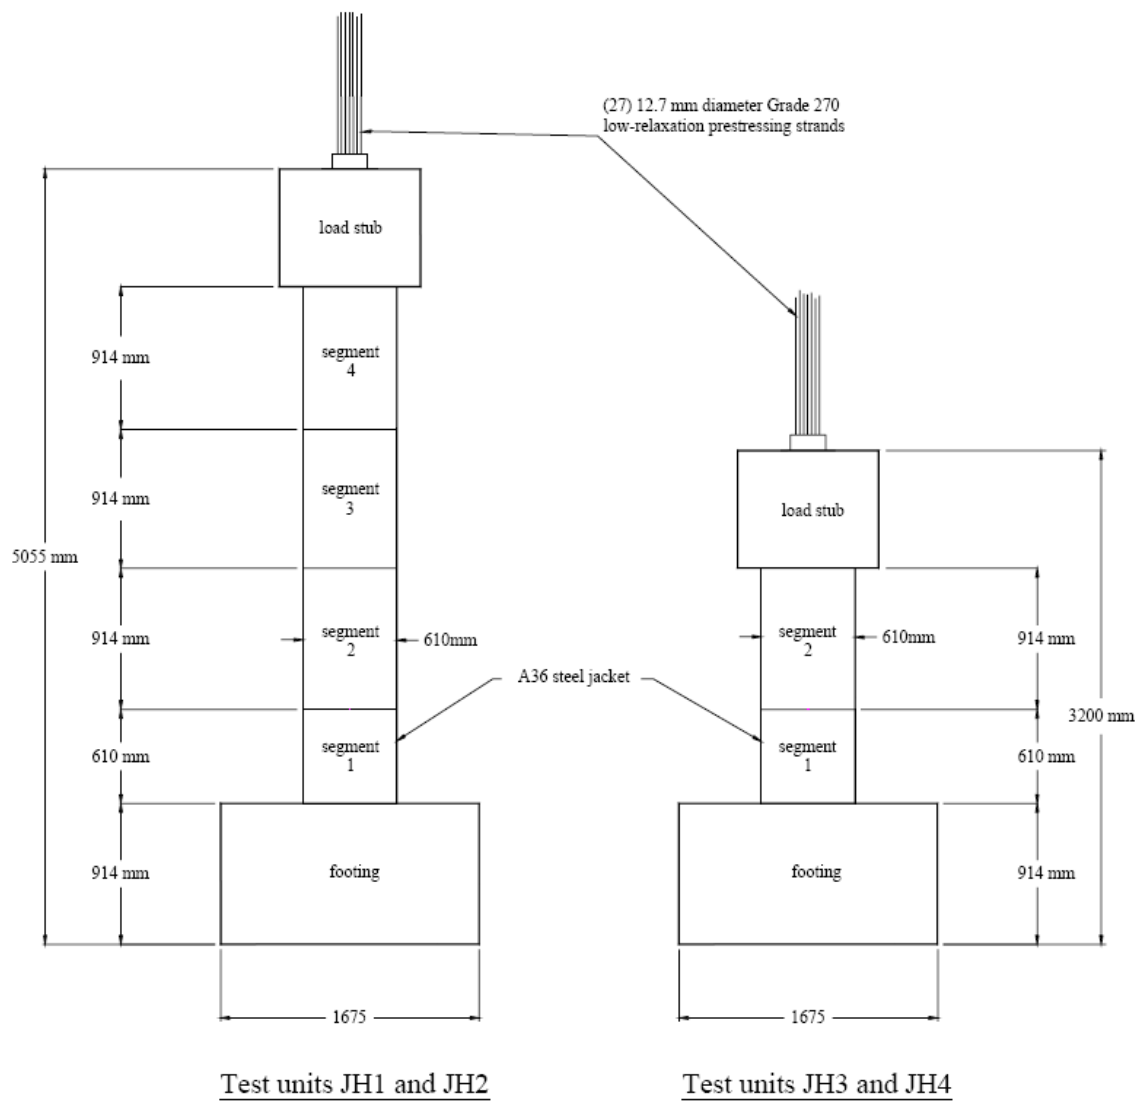 (27) 12.7 mm diameter Grade 270
low-relaxation prestressing strands
load stub
segment
4
914 mm
segment
3
914 mm
5055 mm
segment
2
914 mm
610mm
A36 steel jacket
segment
1
610 mm
footing
914 mm
1675
Test units JH1 and JH2
load stub
segment
2
610mm
914 mm
3200 mm
segment
1
610 mm
footing
914 mm
1675
Test units JH3 and JH4